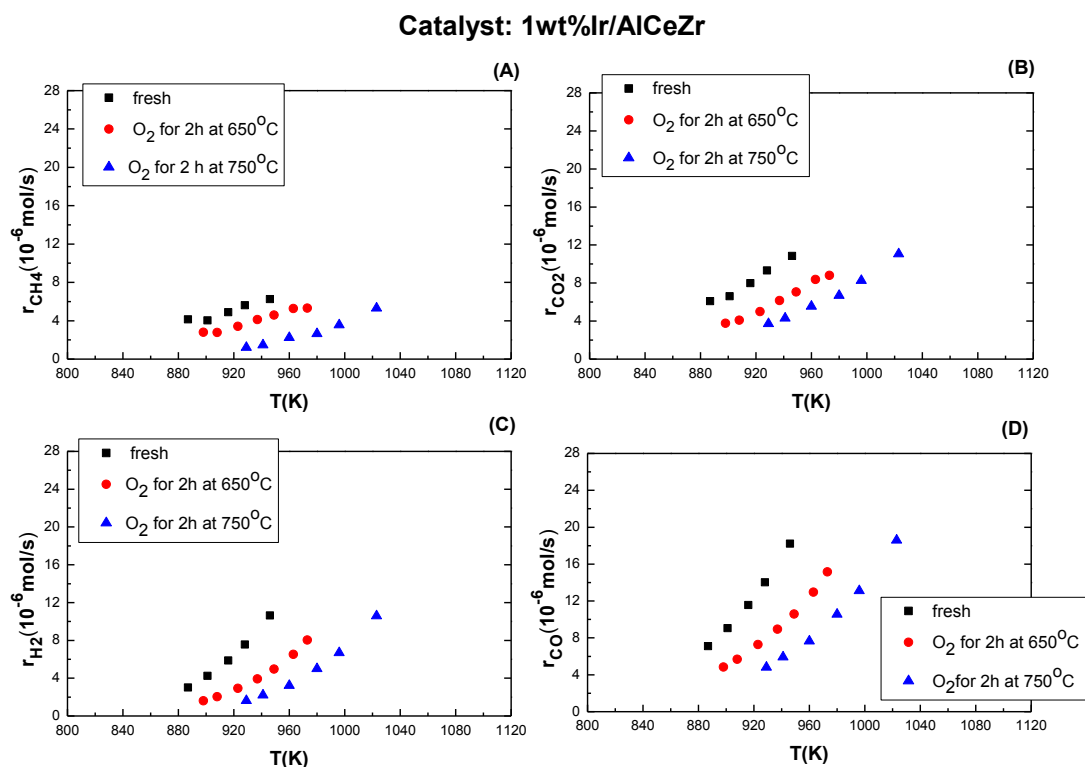 Catalyst: 1wt%Ir/AlCeZr
(A)
fresh
O2 for 2h at 650oC
O2 for 2 h at 750oC
28
24
20
16
12
8
4
0
rCH4(10-6mol/s)
800 840 880 920 960 1000 1040 1080 1120
T(K)
(B)
fresh
O2 for 2h at 650oC
O2 for 2h at 750oC
28
24
20
16
12
8
4
0
rCO2(10-6mol/s)
800 840 880 920 960 1000 1040 1080 1120
T(K)
(C)
fresh
O2 for 2h at 650oC
O2 for 2h at 750oC
28
24
20
16
12
8
4
0
rH2(10-6mol/s)
800 840 880 920 960 1000 1040 1080 1120
T(K)
(D)
28
24
20
16
12
8
4
0
rCO(10-6mol/s)
fresh
O2 for 2h at 650oC
O2for 2h at 750oC
800 840 880 920 960 1000 1040 1080 1120
T(K)